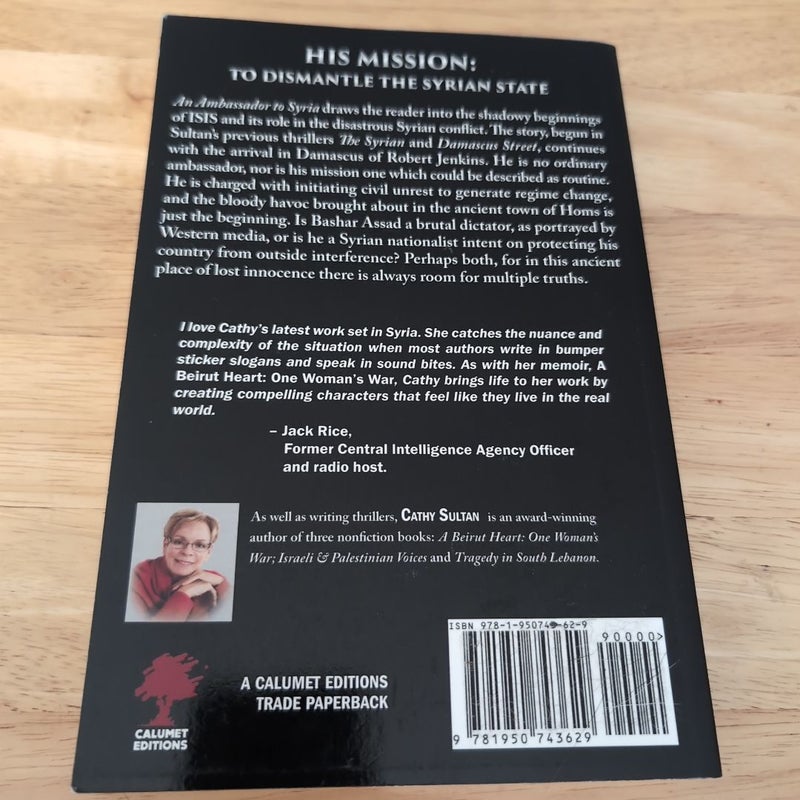 HIS MISSION:
TO DISMANTLE THE SYRIAN STATE
An Ambassador to Syria draws the reader into the shadowy beginnings
of ISIS and its role in the disastrous Syrian conflict. The story, begun in
Sultan's previous thrillers The Syrian and Damascus Street, continues
with the arrival in Damascus of Robert Jenkins. He is no ordinary
ambassador, nor is his mission one which could be described as routine.
He is charged with initiating civil unrest to generate regime change,
and the bloody havoc brought about in the ancient town of Homs is
just the beginning. Is Bashar Assad a brutal dictator, as portrayed by
Western media, or is he a Syrian nationalist intent on protecting his
country from outside interference? Perhaps both, for in this ancient
place of lost innocence there is always room for multiple truths.
I love Cathy's latest work set in Syria. She catches the nuance and
complexity of the situation when most authors write in bumper
sticker slogans and speak in sound bites. As with her memoir, A
Beirut Heart: One Woman's War, Cathy brings life to her work by
creating compelling characters that feel like they live in the real
world.
– Jack Rice,
Former Central Intelligence Agency Officer
and radio host.
As well as writing thrillers, CATHY SULTAN is an award-winning
author of three nonfiction books: A Beirut Heart: One Woman's
War; Israeli & Palestinian Voices and Tragedy in South Lebanon.
ISBN 978-1-950743-62-9
90000>
9 781950 743629
A CALUMET EDITIONS
TRADE PAPERBACK
CALUMET
EDITIONS